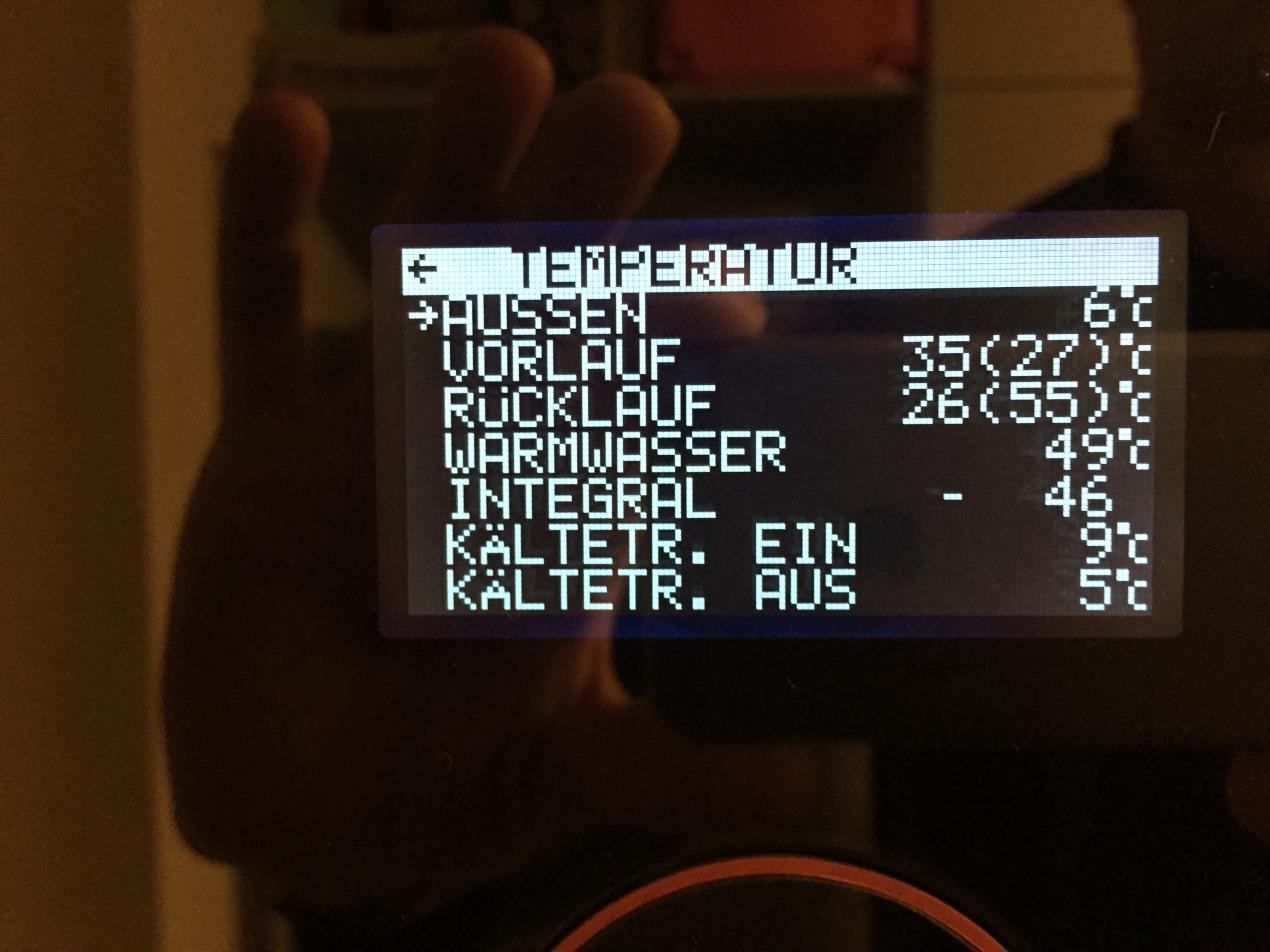 ← TEMPERATUR
→AUSSEN 6°C
VORLAUF 35(27)°C
RÜCKLAUF 26(55)°C
WARMWASSER 49°C
INTEGRAL - 46
KÄLTETR. EIN 9°C
KÄLTETR. AUS 5°C